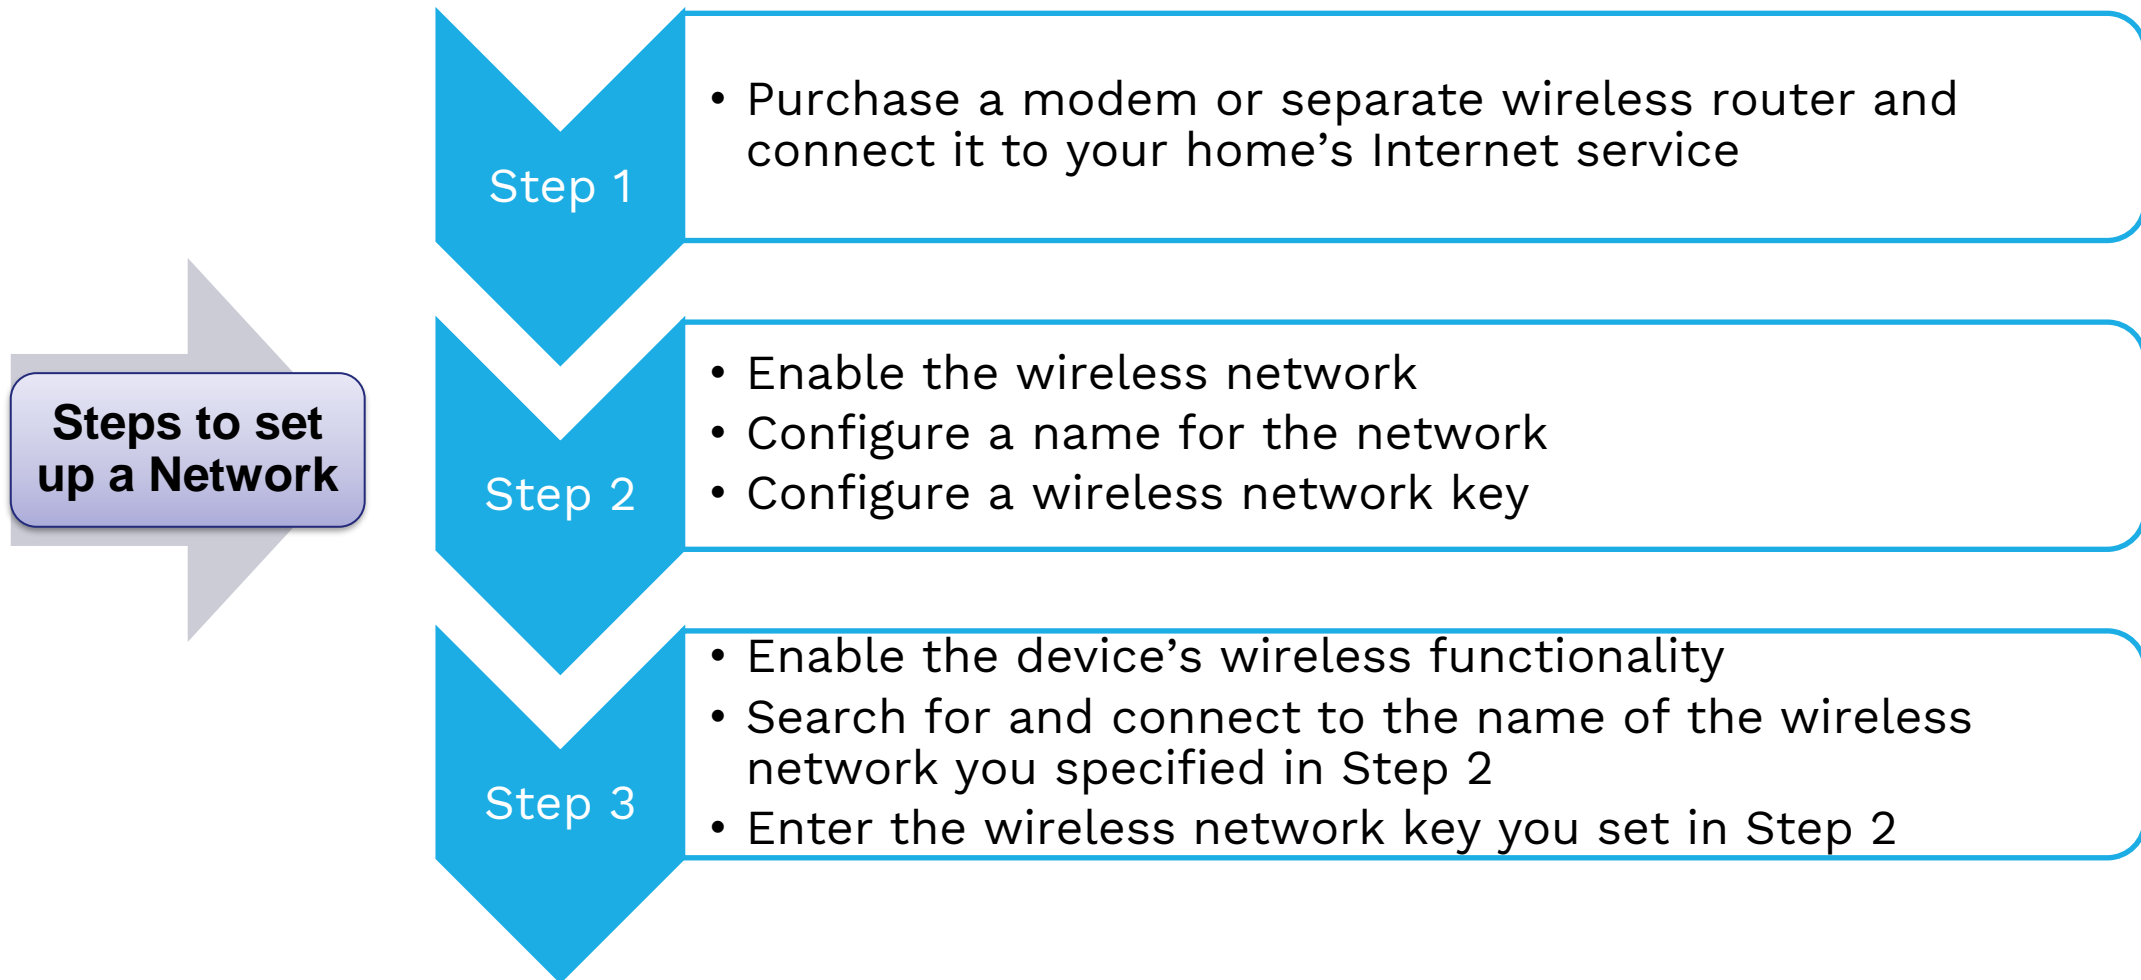 Steps to set
up a Network
Step 1
• Purchase a modem or separate wireless router and
connect it to your home’s Internet service
Step 2
• Enable the wireless network
• Configure a name for the network
• Configure a wireless network key
Step 3
• Enable the device’s wireless functionality
• Search for and connect to the name of the wireless
network you specified in Step 2
• Enter the wireless network key you set in Step 2